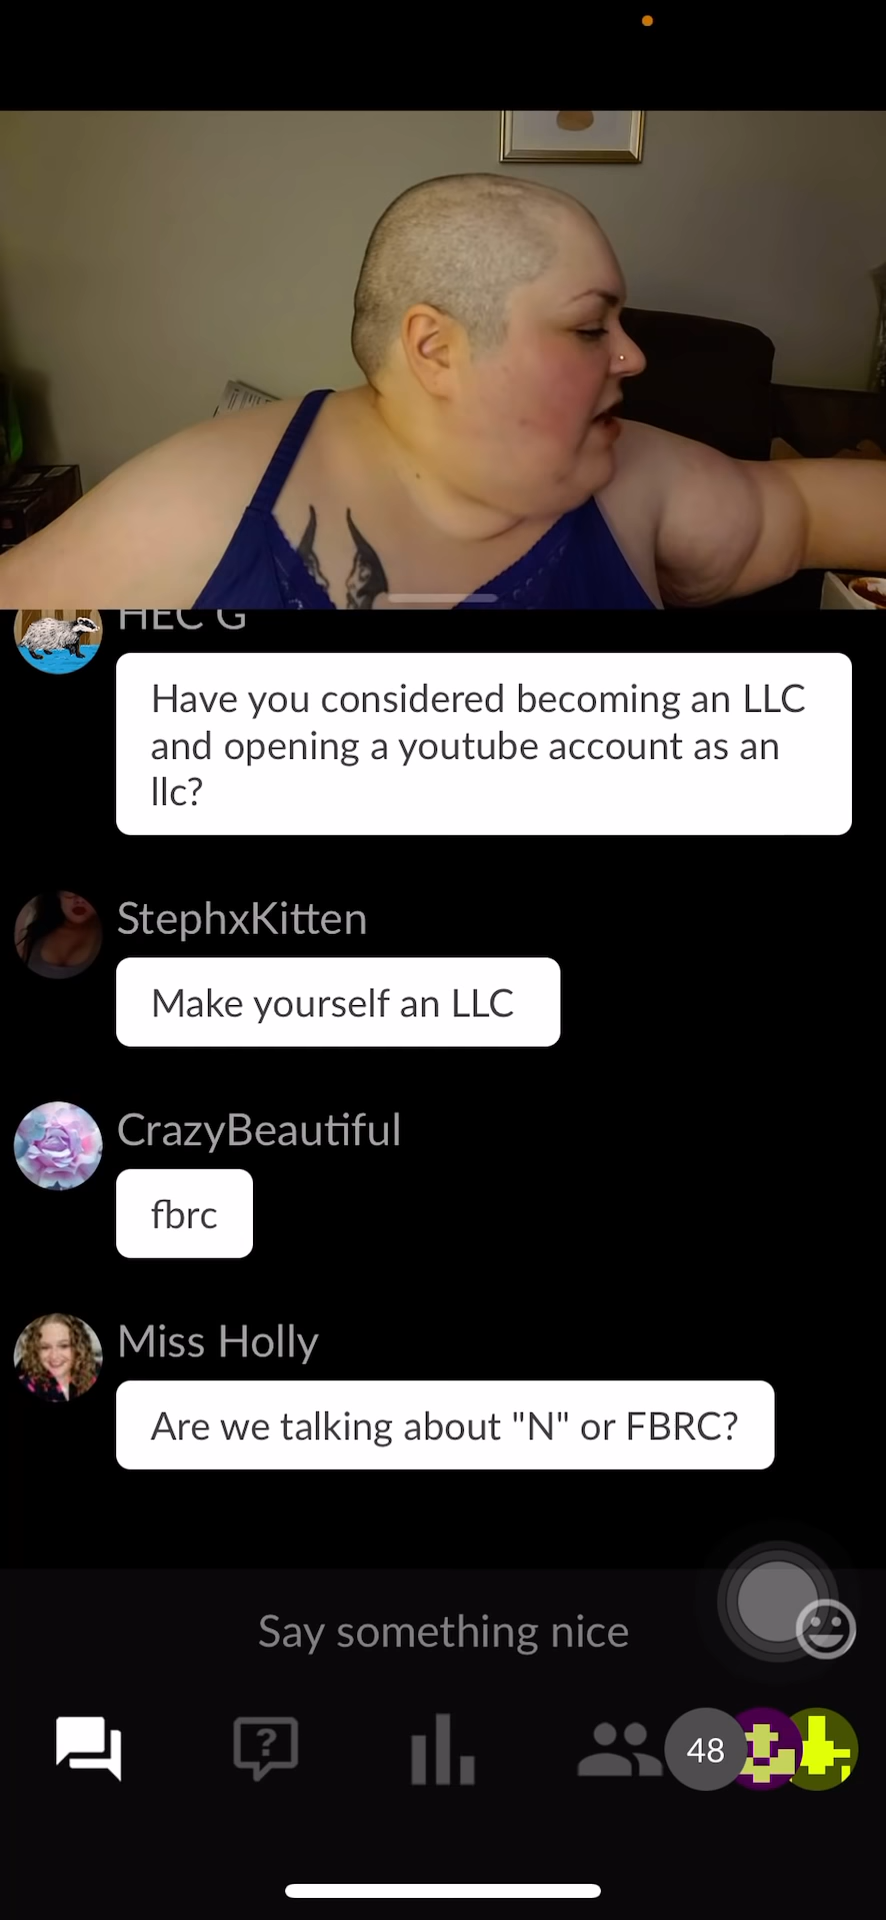 HEC G
Have you considered becoming an LLC
and opening a youtube account as an
llc?
StephxKitten
Make yourself an LLC
CrazyBeautiful
fbrc
Miss Holly
Are we talking about "N" or FBRC?
Say something nice
?
48